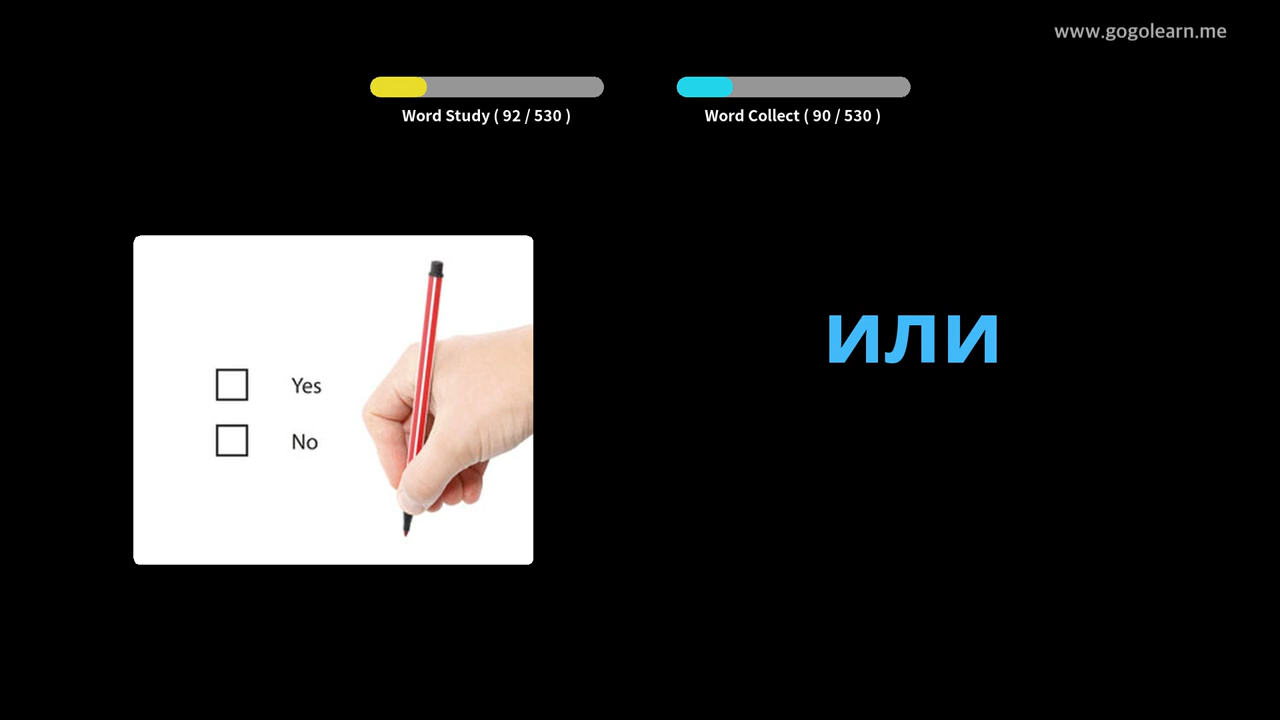 www.gogolearn.me
Word Study ( 92 / 530 )
Word Collect ( 90 / 530 )
Yes
No
или